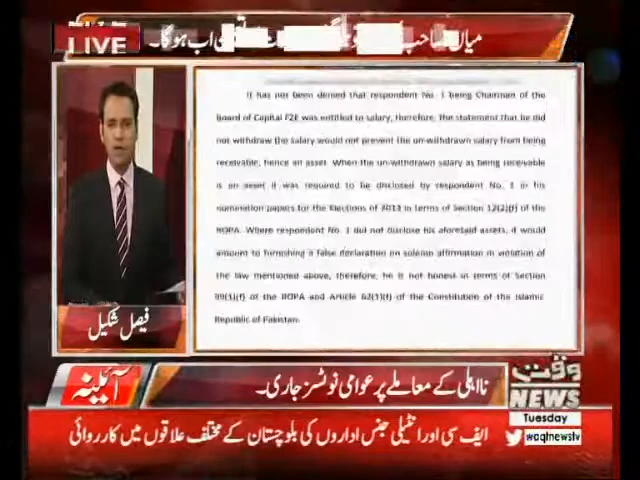 LIVE
میاں صاحب
اب ہوگا۔
It has not been denied that respondent No. 1 being Chairman of the
Board of Capital FZE was entitled to salary, therefore, the statement that he did
not withdraw the salary would not prevent the un-withdrawn salary from being
receivable, hence an asset. When the un-withdrawn salary as being receivable
is an asset it was required to be disclosed by respondent No. 1 in his
nomination papers for the Elections of 2013 in terms of Section 12(2)(f) of the
ROPA. Where respondent No. 1 did not disclose his aforesaid assets, it would
amount to furnishing a false declaration on solemn affirmation in violation of
the law mentioned above, therefore, he is not honest in terms of Section
99(1)(f) of the ROPA and Article 62(1)(f) of the Constitution of the Islamic
Republic of Pakistan.
فیصل شکیل
آئینہ
نااہلی کے معاملے پر عوامی نوٹسز جاری۔
وقت
NEWS
Tuesday
waqtnewstv
ایف سی اور انٹیلی جنس اداروں کی بلوچستان کے مختلف علاقوں میں کارروائی